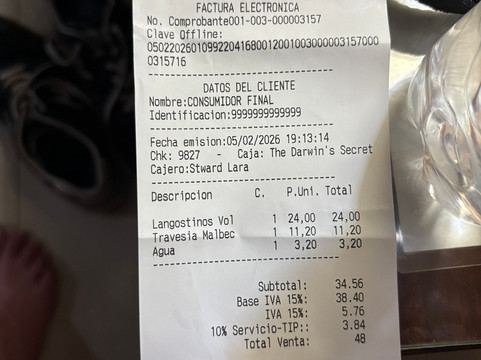 FACTURA ELECTRONICA
No. Comprobante001-003-000003157
Clave Offline:
0502202601099220416800120010030000031570000
0315716
DATOS DEL CLIENTE
Nombre:CONSUMIDOR FINAL
Identificacion:9999999999999
Fecha emision:05/02/2026 19:13:14
Chk: 9827 - Caja: The Darwin's Secret
Cajero:Stward Lara
Descripcion C. P.Uni. Total
Langostinos Vol 1 24,00 24,00
Travesia Malbec 1 11,20 11,20
Agua 1 3,20 3,20
Subtotal: 34.56
Base IVA 15%: 38.40
IVA 15%: 5.76
10% Servicio-TIP:: 3.84
Total Venta: 48